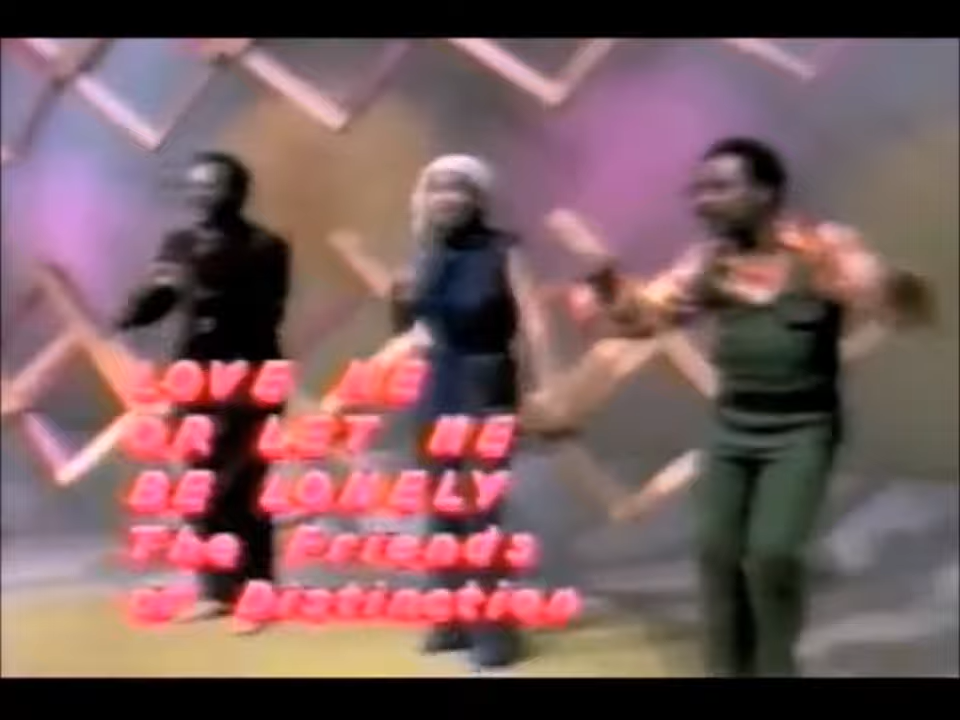 LOVE ME
OR LET ME
BE LONELY
The Friends
of Distinction